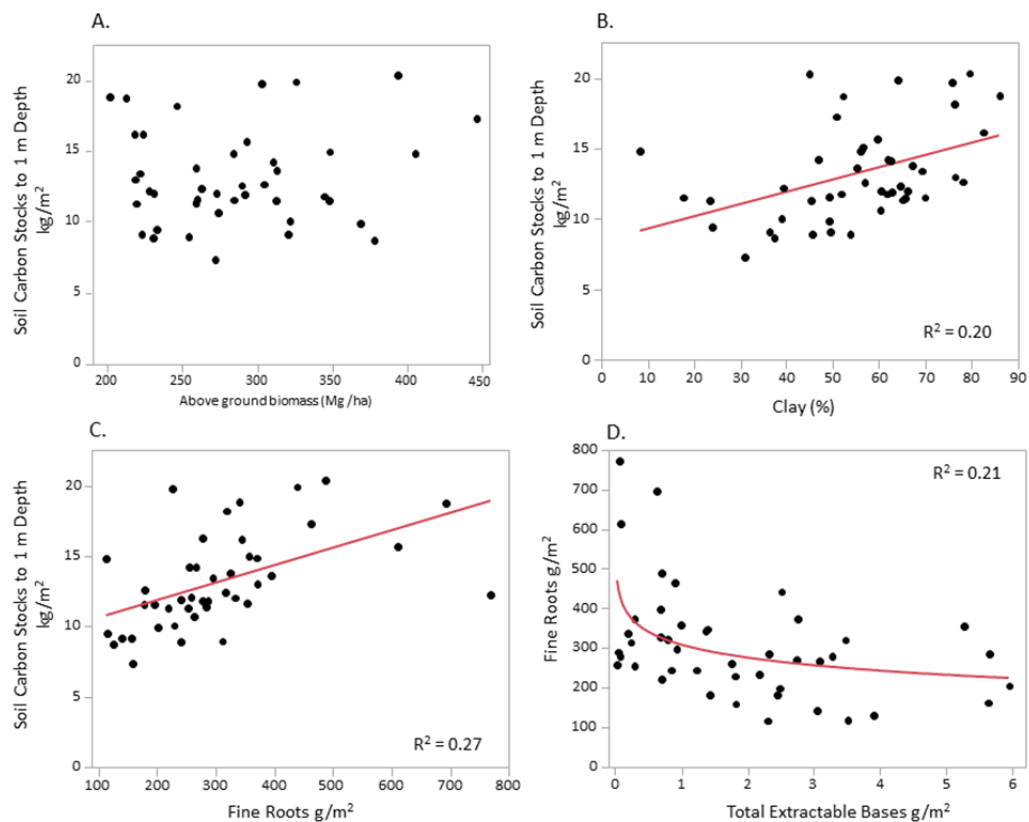 A.
Soil Carbon Stocks to 1 m Depth
kg/m²
20
15
10
5
0
200 250 300 350 400 450
Above ground biomass (Mg/ha)
B.
Soil Carbon Stocks to 1 m Depth
kg/m²
20
15
10
5
0
R² = 0.20
0 10 20 30 40 50 60 70 80 90
Clay (%)
C.
Soil Carbon Stocks to 1 m Depth
kg/m²
20
15
10
5
0
R² = 0.27
100 200 300 400 500 600 700 800
Fine Roots g/m²
D.
Fine Roots g/m²
800
700
600
500
400
300
200
100
0
R² = 0.21
0 1 2 3 4 5 6
Total Extractable Bases g/m²